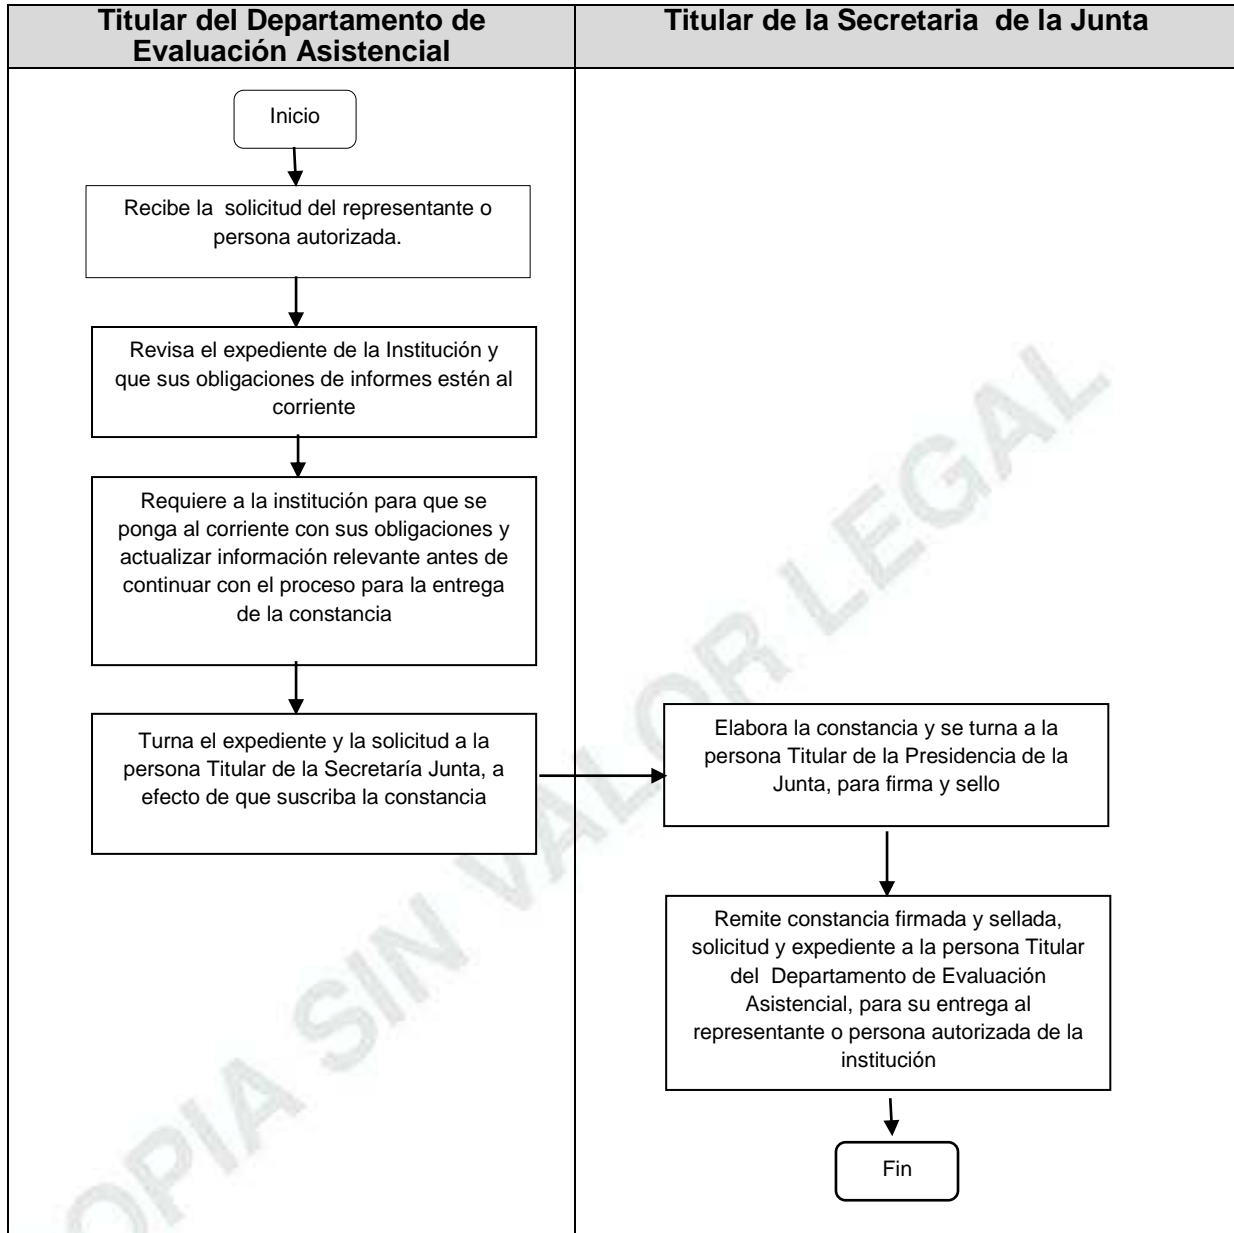 Titular del Departamento de
Evaluación Asistencial
Titular de la Secretaria de la Junta
Inicio
Recibe la solicitud del representante o
persona autorizada.
Revisa el expediente de la Institución y
que sus obligaciones de informes estén al
corriente
Requiere a la institución para que se
ponga al corriente con sus obligaciones y
actualizar información relevante antes de
continuar con el proceso para la entrega
de la constancia
Turna el expediente y la solicitud a la
persona Titular de la Secretaría Junta, a
efecto de que suscriba la constancia
Elabora la constancia y se turna a la
persona Titular de la Presidencia de la
Junta, para firma y sello
Remite constancia firmada y sellada,
solicitud y expediente a la persona Titular
del Departamento de Evaluación
Asistencial, para su entrega al
representante o persona autorizada de la
institución
Fin
OPIA SIN VALOR LEGAL